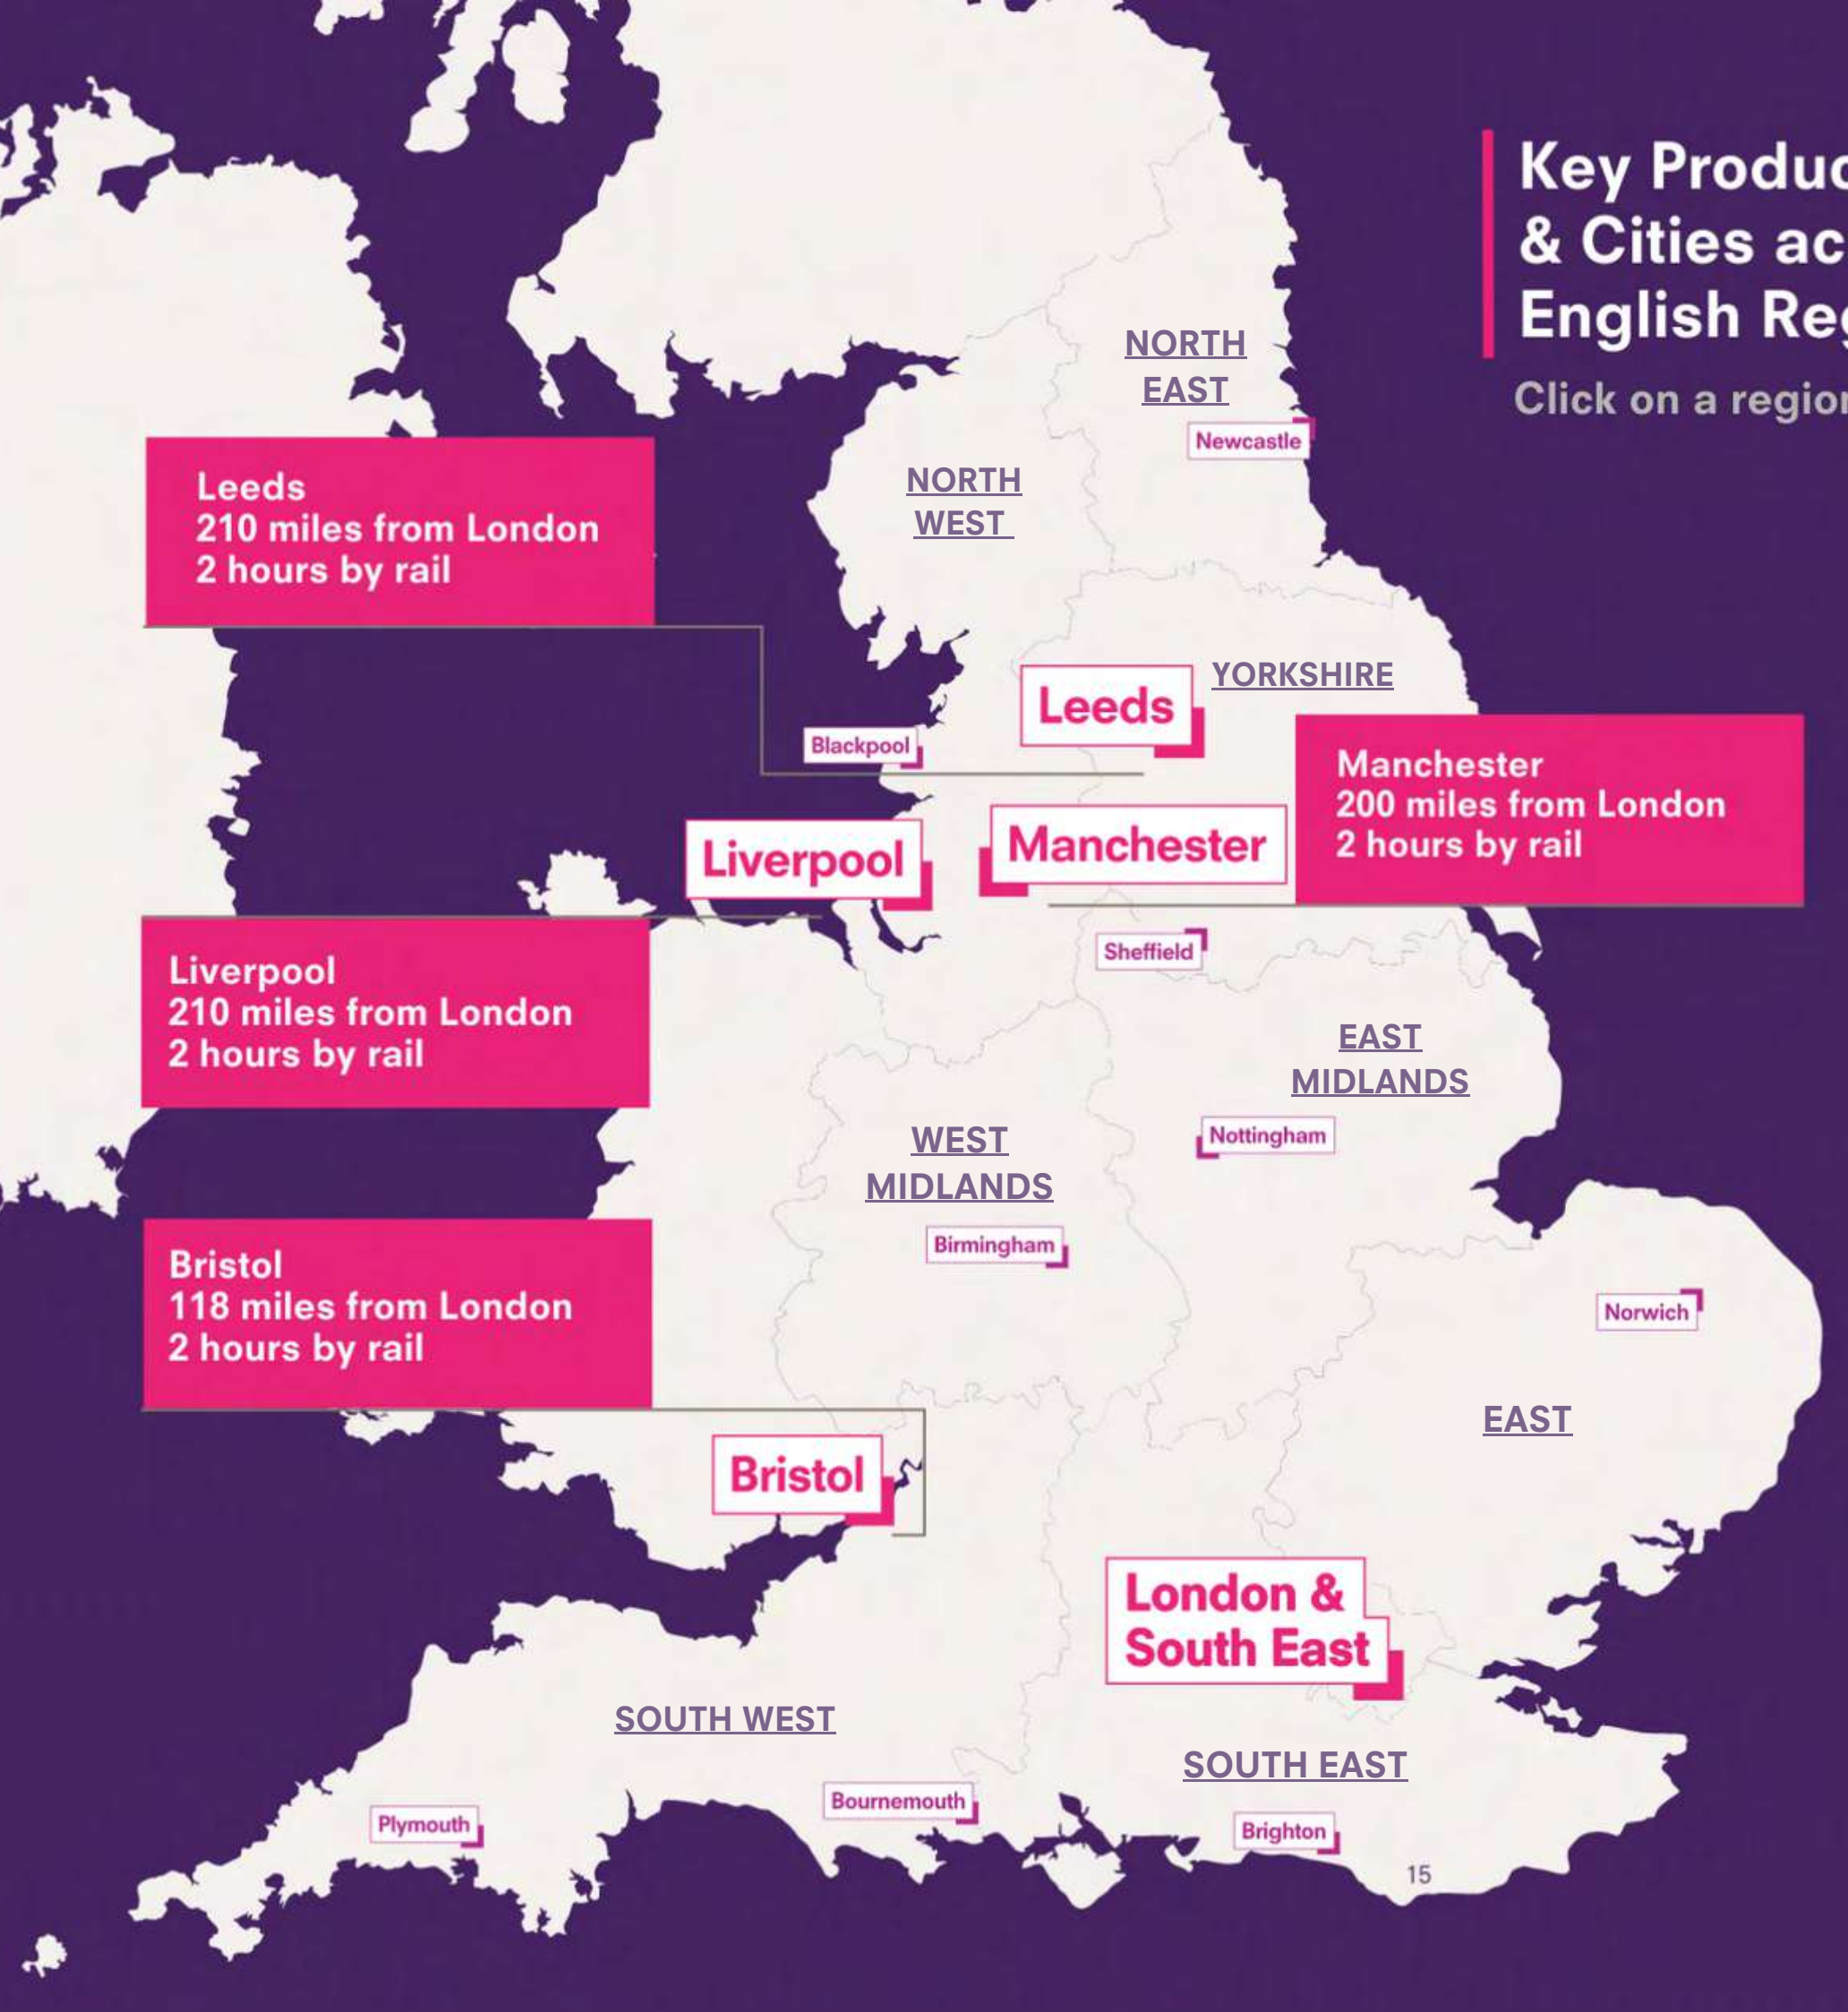 Key Produc
& Cities ac
English Reg
Click on a region
NORTH
EAST
Newcastle
NORTH
WEST
Leeds
210 miles from London
2 hours by rail
YORKSHIRE
Leeds
Blackpool
Manchester
200 miles from London
2 hours by rail
Manchester
Liverpool
Sheffield
Liverpool
210 miles from London
2 hours by rail
EAST
MIDLANDS
Nottingham
WEST
MIDLANDS
Birmingham
Bristol
118 miles from London
2 hours by rail
Norwich
EAST
Bristol
London &
South East
SOUTH WEST
SOUTH EAST
Bournemouth
Plymouth
Brighton
15